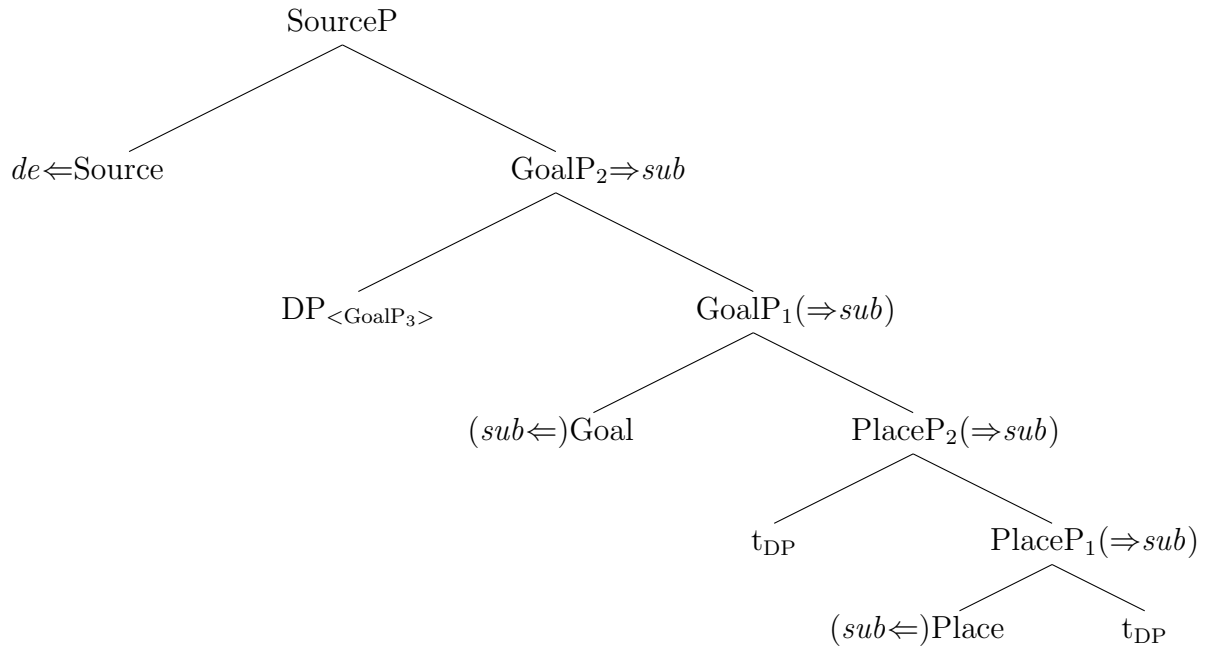 SourceP
de⇐Source GoalP₂⇒sub
DP<GoalP₃> GoalP₁(⇒sub)
(sub⇐)Goal PlaceP₂(⇒sub)
t_DP PlaceP₁(⇒sub)
(sub⇐)Place t_DP